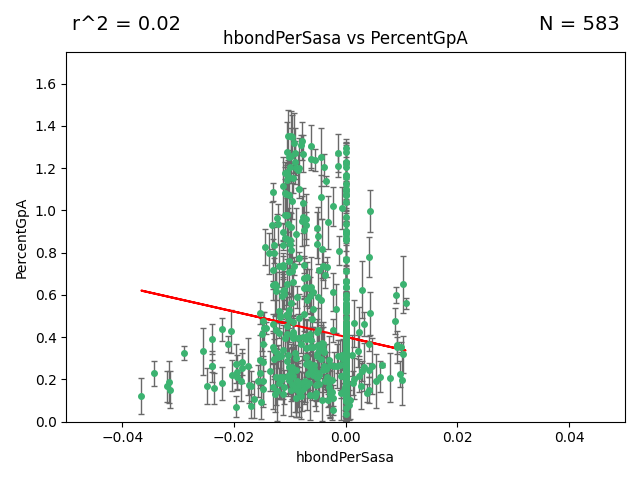 r^2 = 0.02
N = 583
hbondPerSasa vs PercentGpA
1.6
1.4
1.2
1.0
0.8
0.6
0.4
0.2
0.0
PercentGpA
−0.04
−0.02
0.00
0.02
0.04
hbondPerSasa